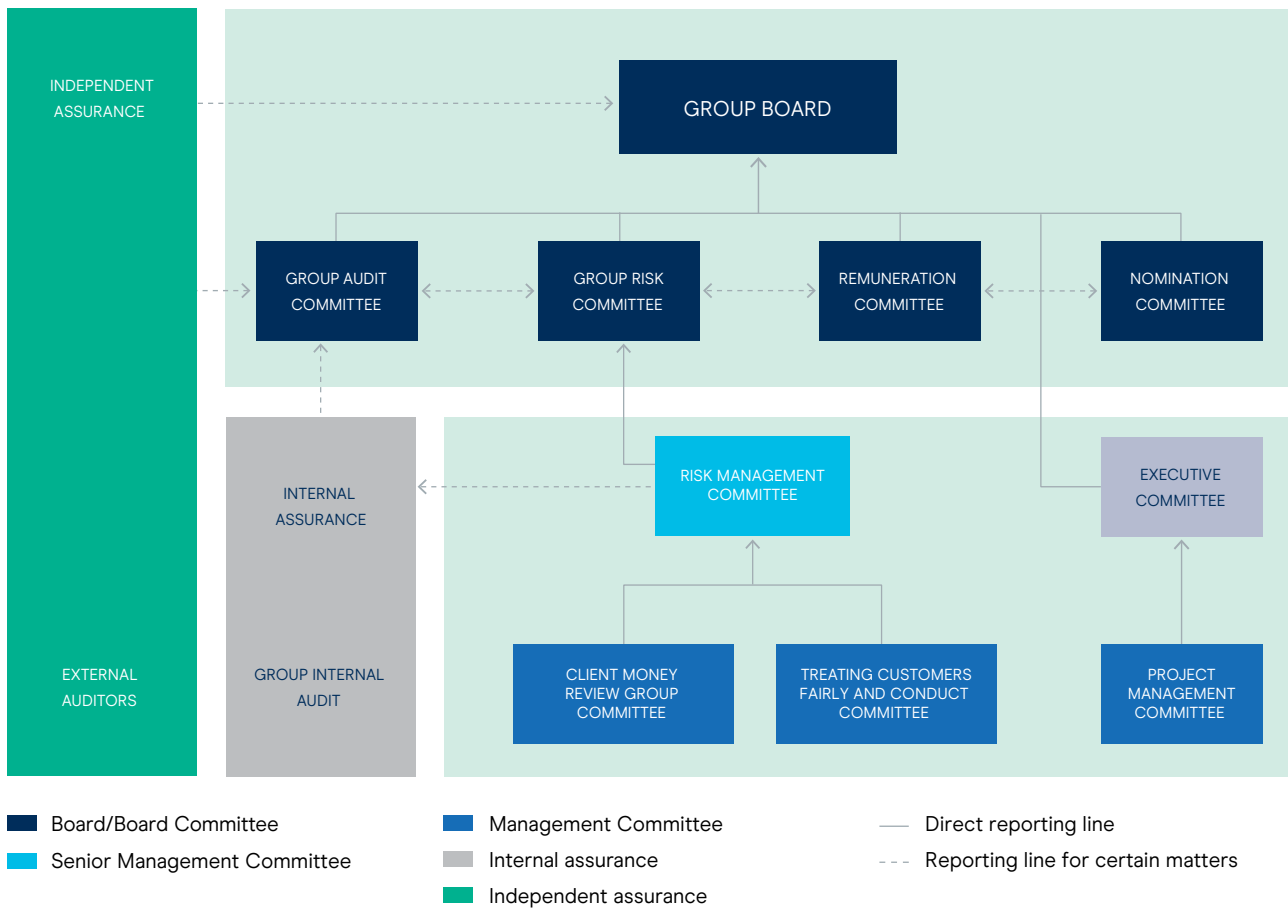 INDEPENDENT
ASSURANCE
GROUP BOARD
GROUP AUDIT
COMMITTEE
GROUP RISK
COMMITTEE
REMUNERATION
COMMITTEE
NOMINATION
COMMITTEE
INTERNAL
ASSURANCE
RISK MANAGEMENT
COMMITTEE
EXECUTIVE
COMMITTEE
EXTERNAL
AUDITORS
GROUP INTERNAL
AUDIT
CLIENT MONEY
REVIEW GROUP
COMMITTEE
TREATING CUSTOMERS
FAIRLY AND CONDUCT
COMMITTEE
PROJECT
MANAGEMENT
COMMITTEE
Board/Board Committee
Senior Management Committee
Management Committee
Internal assurance
Independent assurance
Direct reporting line
Reporting line for certain matters